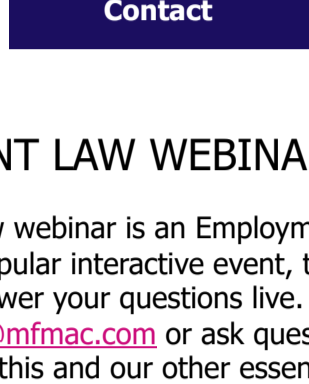 Contact
NT LAW WEBINA
w webinar is an Employm
pular interactive event, t
wer your questions live.
@mfmac.com or ask ques
this and our other essen